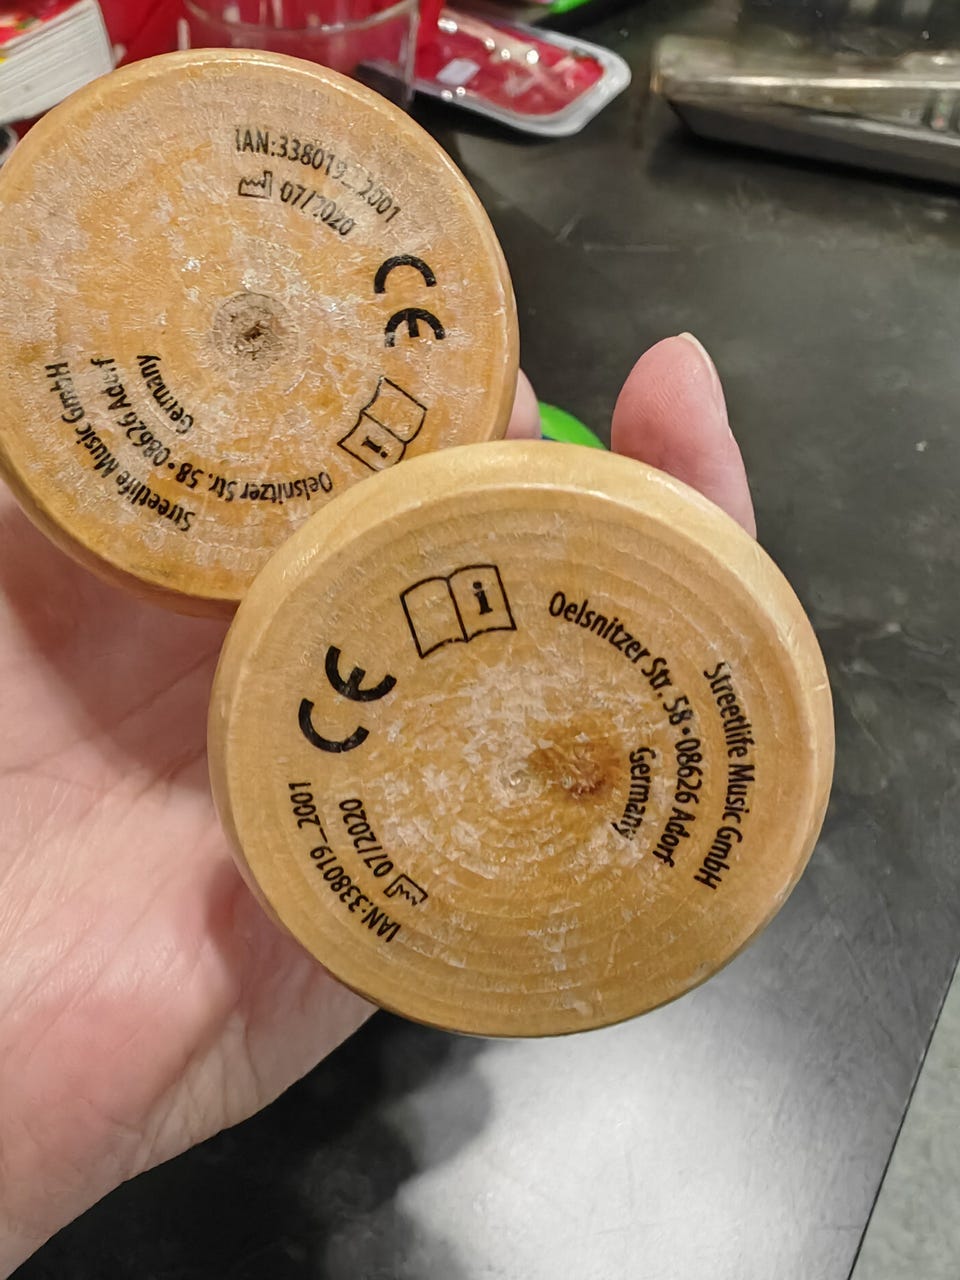 IAN:338019_2001
07/2020
CE
i
Streetlife Music GmbH
Oelsnitzer Str. 58 • 08626 Adorf
Germany
i
CE
IAN:338019_2001
07/2020
Streetlife Music GmbH
Oelsnitzer Str. 58 • 08626 Adorf
Germany